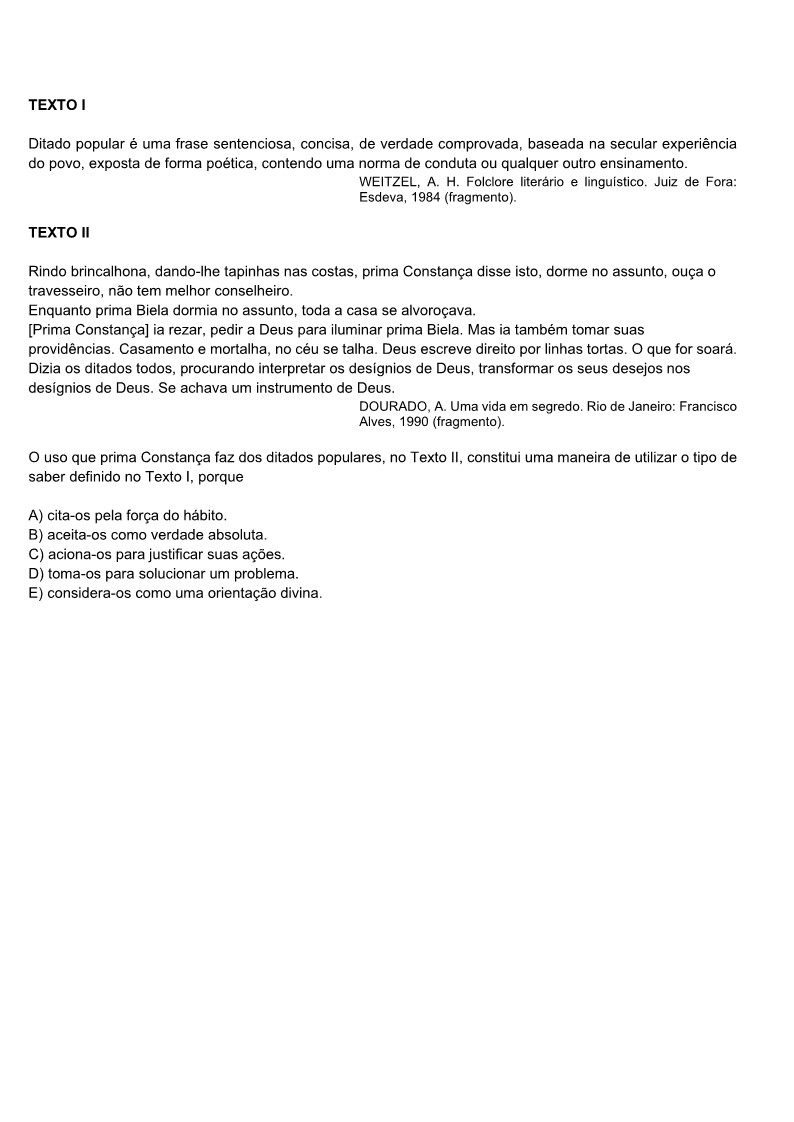 TEXTO I
Ditado popular é uma frase sentenciosa, concisa, de verdade comprovada, baseada na secular experiência
do povo, exposta de forma poética, contendo uma norma de conduta ou qualquer outro ensinamento.
WEITZEL, A. H. Folclore literário e linguístico. Juiz de Fora:
Esdeva, 1984 (fragmento).
TEXTO II
Rindo brincalhona, dando-lhe tapinhas nas costas, prima Constança disse isto, dorme no assunto, ouça o
travesseiro, não tem melhor conselheiro.
Enquanto prima Biela dormia no assunto, toda a casa se alvoroçava.
[Prima Constança] ia rezar, pedir a Deus para iluminar prima Biela. Mas ia também tomar suas
providências. Casamento e mortalha, no céu se talha. Deus escreve direito por linhas tortas. O que for soará.
Dizia os ditados todos, procurando interpretar os desígnios de Deus, transformar os seus desejos nos
desígnios de Deus. Se achava um instrumento de Deus.
DOURADO, A. Uma vida em segredo. Rio de Janeiro: Francisco
Alves, 1990 (fragmento).
O uso que prima Constança faz dos ditados populares, no Texto II, constitui uma maneira de utilizar o tipo de
saber definido no Texto I, porque
A) cita-os pela força do hábito.
B) aceita-os como verdade absoluta.
C) aciona-os para justificar suas ações.
D) toma-os para solucionar um problema.
E) considera-os como uma orientação divina.